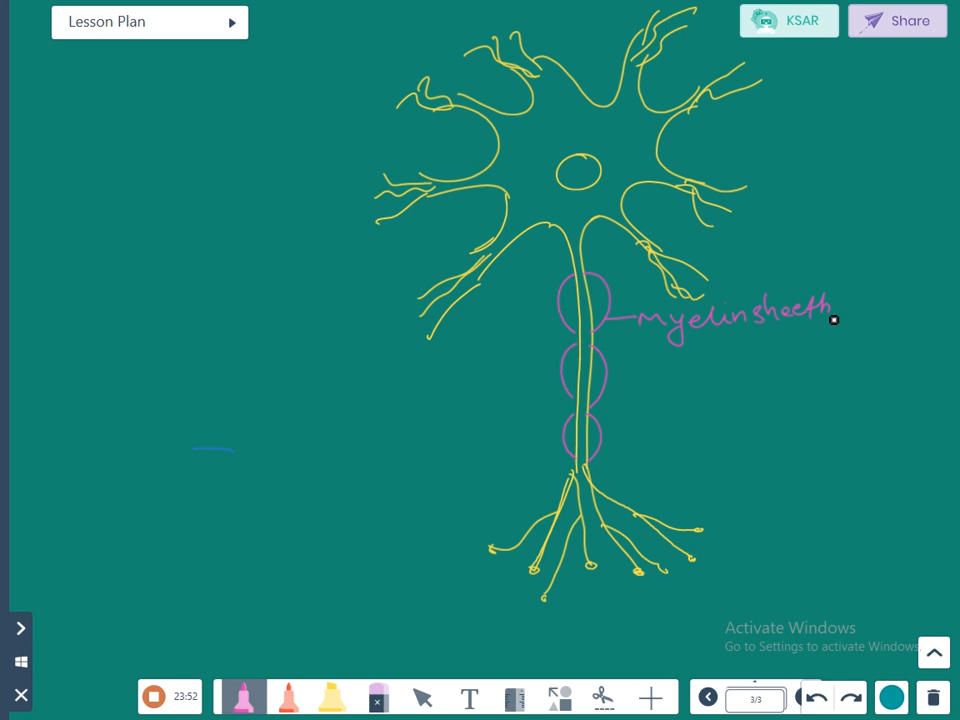 Lesson Plan
KSAR
Share
myelinsheeth
Activate Windows
Go to Settings to activate Windows.
23:52
T
3/3